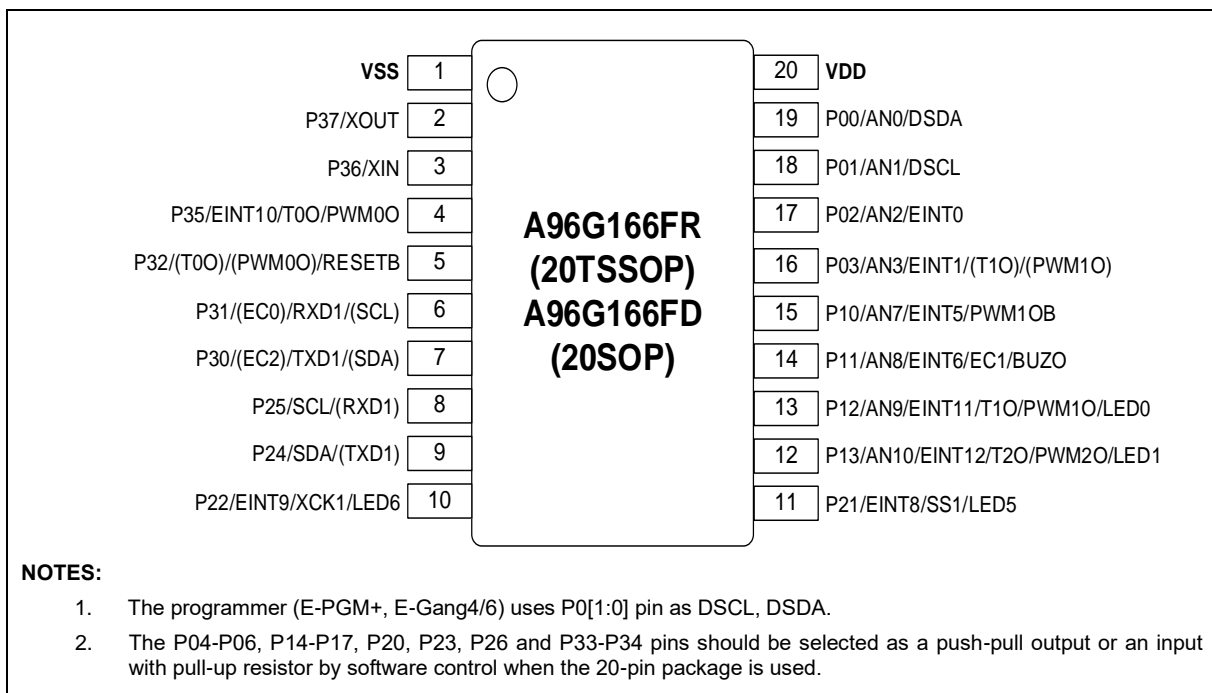 VSS 1
P37/XOUT 2
P36/XIN 3
P35/EINT10/T0O/PWM0O 4
P32/(T0O)/(PWM0O)/RESETB 5
P31/(EC0)/RXD1/(SCL) 6
P30/(EC2)/TXD1/(SDA) 7
P25/SCL/(RXD1) 8
P24/SDA/(TXD1) 9
P22/EINT9/XCK1/LED6 10
A96G166FR
(20TSSOP)
A96G166FD
(20SOP)
20 VDD
19 P00/AN0/DSDA
18 P01/AN1/DSCL
17 P02/AN2/EINT0
16 P03/AN3/EINT1/(T1O)/(PWM1O)
15 P10/AN7/EINT5/PWM1OB
14 P11/AN8/EINT6/EC1/BUZO
13 P12/AN9/EINT11/T1O/PWM1O/LED0
12 P13/AN10/EINT12/T2O/PWM2O/LED1
11 P21/EINT8/SS1/LED5
NOTES:
1. The programmer (E-PGM+, E-Gang4/6) uses P0[1:0] pin as DSCL, DSDA.
2. The P04-P06, P14-P17, P20, P23, P26 and P33-P34 pins should be selected as a push-pull output or an input
with pull-up resistor by software control when the 20-pin package is used.